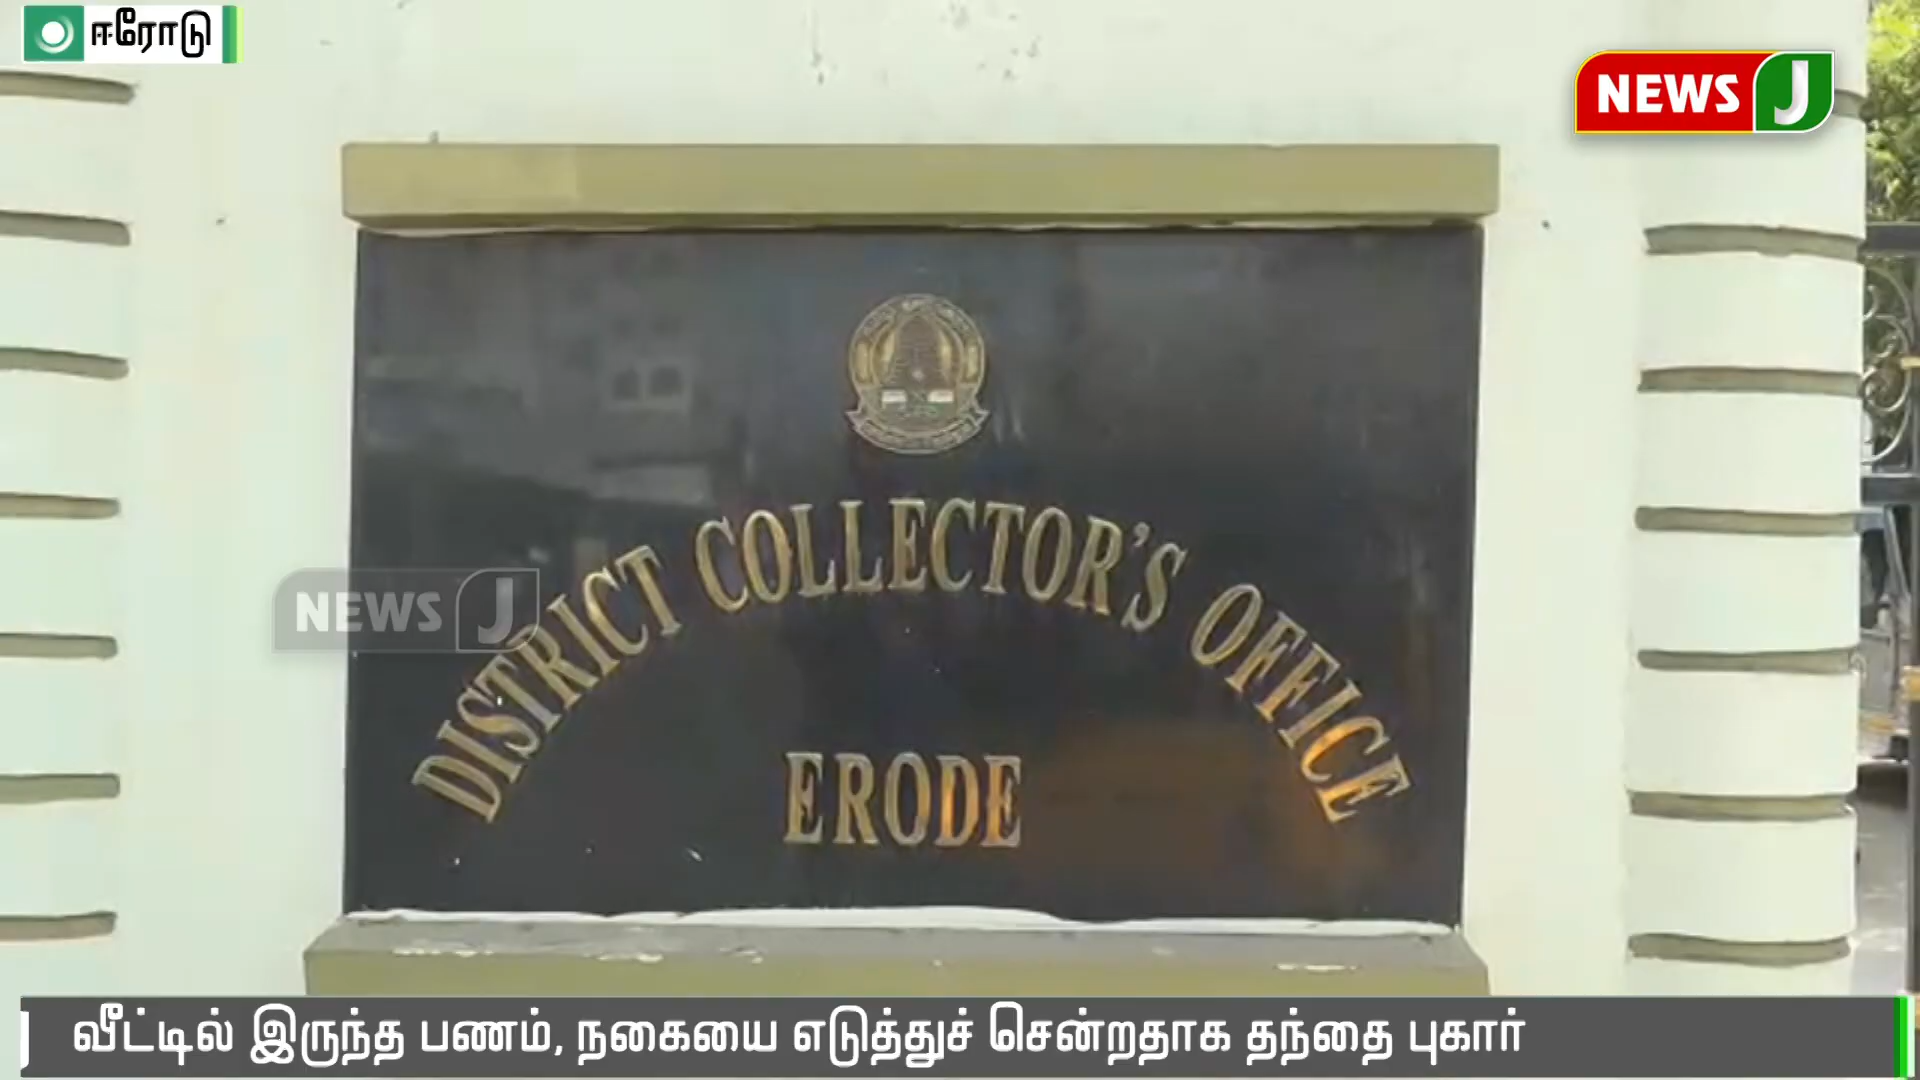 ஈரோடு
NEWS J
NEWS J
DISTRICT COLLECTOR'S OFFICE
ERODE
வீட்டில் இருந்த பணம், நகையை எடுத்துச் சென்றதாக தந்தை புகார்